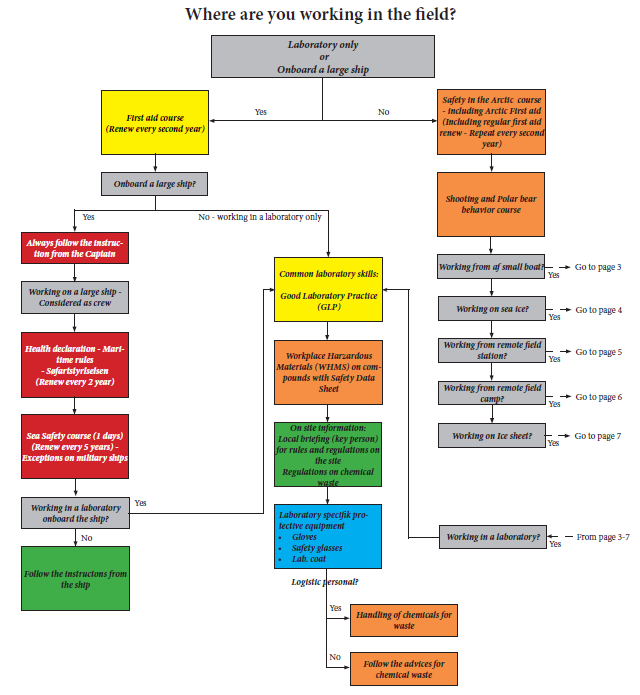 Where are you working in the field?
Laboratory only
or
Onboard a large ship
Yes
No
First aid course
(Renew every second year)
Safety in the Arctic course
- including Arctic First aid
(Including regular first aid
renew - Repeat every second
year)
Onboard a large ship?
Shooting and Polar bear
behavior course
Yes
No - working in a laboratory only
Always follow the instruc-
tion from the Captain
Working on a large ship -
Considered as crew
Health declaration - Mari-
time rules
- Søfartstyrlselsen
(Renew every 2 year)
Sea Safety course (1 days)
(Renew every 5 years) -
Exceptions on military ships
Working in a laboratory
onboard the ship?
Yes
No
Follow the instructons from
the ship
Common laboratory skills:
Good Laboratory Practice
(GLP)
Workplace Harzardous
Materials (WHMS) on com-
pounds with Safety Data
Sheet
On site information:
Local briefing (key person)
for rules and regulations on
the site
Regulations on chemical
waste
Laboratory specifik pro-
tective equipment
• Gloves
• Safety glasses
• Lab. coat
Logistic personal?
Yes
Handling of chemicals for
waste
No
Follow the advices for
chemical waste
Working from af small boat?
Yes
Go to page 3
Working on sea ice?
Yes
Go to page 4
Working from remote field
station?
Yes
Go to page 5
Working from remote field
camp?
Yes
Go to page 6
Working on Ice sheet?
Yes
Go to page 7
Working in a laboratory?
Yes
From page 3-7